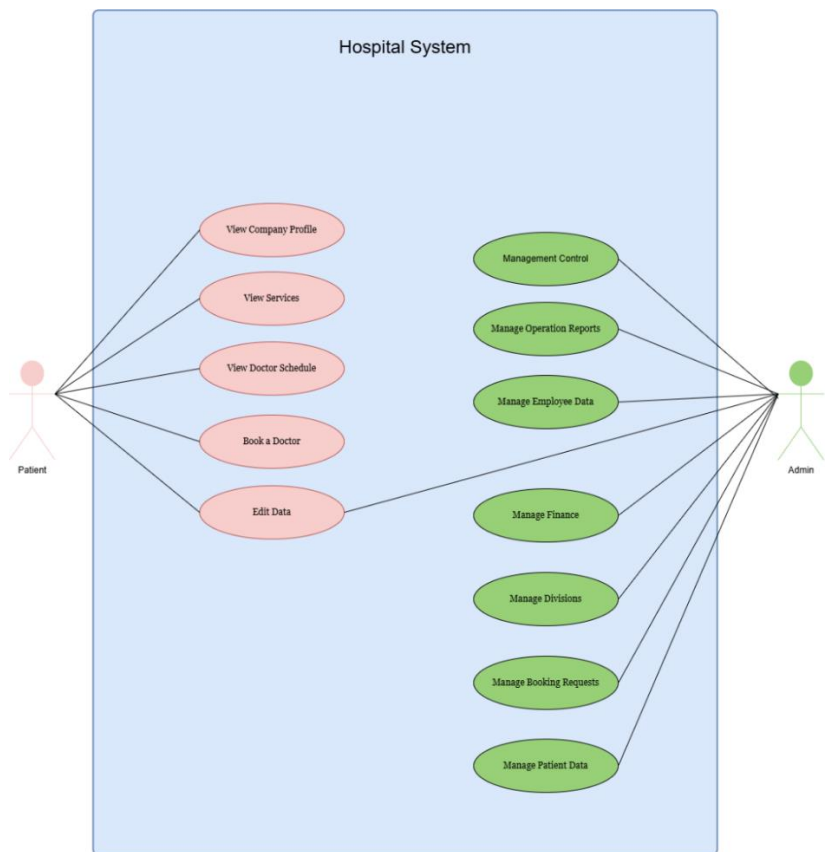 Hospital System
View Company Profile
Management Control
View Services
Manage Operation Reports
View Doctor Schedule
Manage Employee Data
Book a Doctor
Patient
Admin
Edit Data
Manage Finance
Manage Divisions
Manage Booking Requests
Manage Patient Data